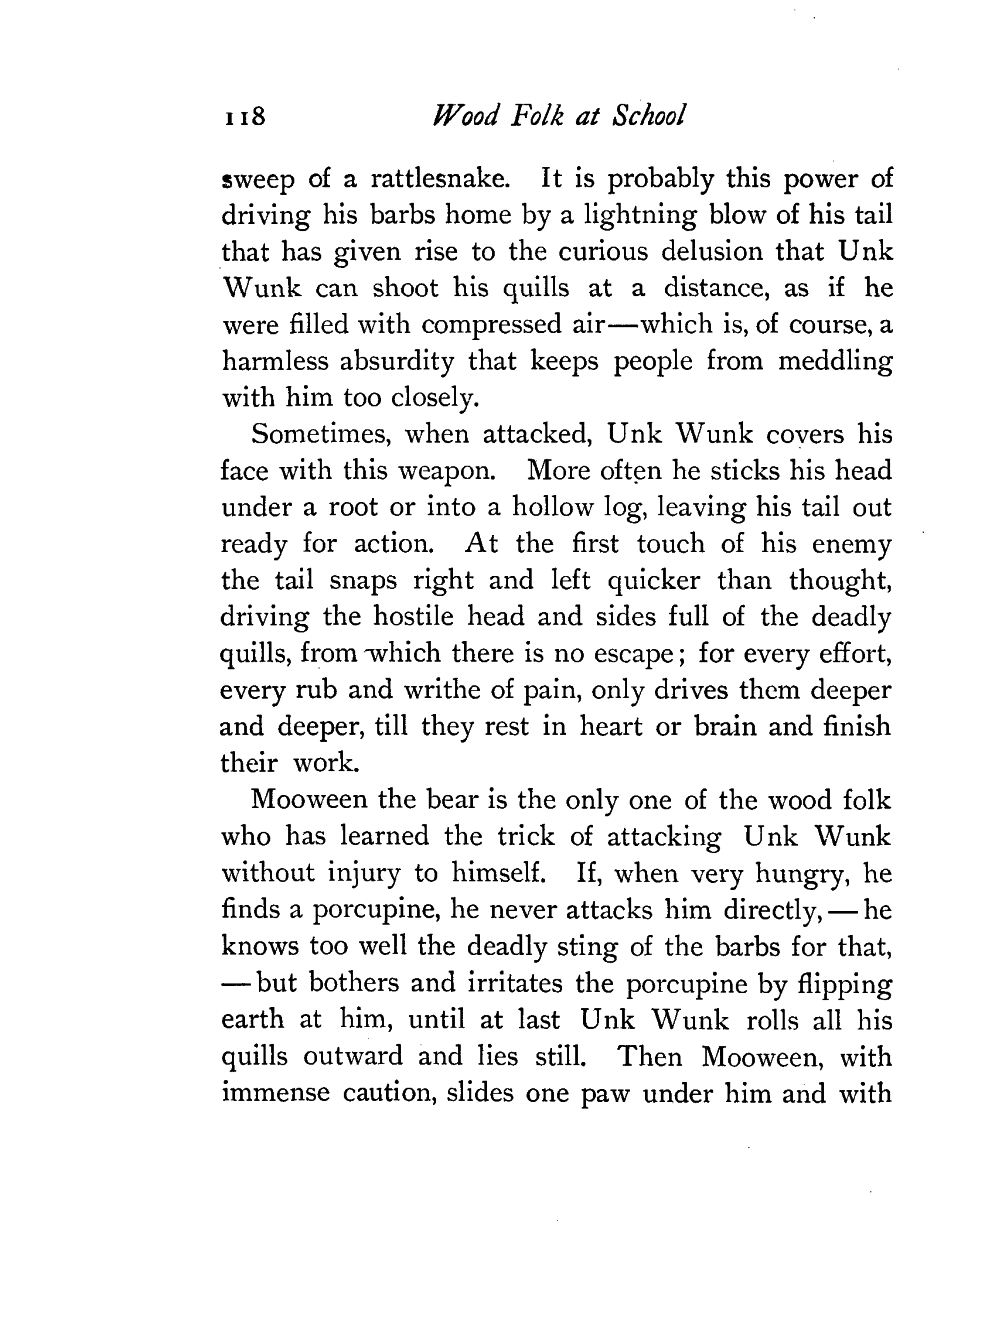 118 Wood Folk at School
sweep of a rattlesnake. It is probably this power of
driving his barbs home by a lightning blow of his tail
that has given rise to the curious delusion that Unk
Wunk can shoot his quills at a distance, as if he
were filled with compressed air—which is, of course, a
harmless absurdity that keeps people from meddling
with him too closely.
Sometimes, when attacked, Unk Wunk covers his
face with this weapon. More often he sticks his head
under a root or into a hollow log, leaving his tail out
ready for action. At the first touch of his enemy
the tail snaps right and left quicker than thought,
driving the hostile head and sides full of the deadly
quills, from which there is no escape; for every effort,
every rub and writhe of pain, only drives them deeper
and deeper, till they rest in heart or brain and finish
their work.
Mooween the bear is the only one of the wood folk
who has learned the trick of attacking Unk Wunk
without injury to himself. If, when very hungry, he
finds a porcupine, he never attacks him directly, — he
knows too well the deadly sting of the barbs for that,
— but bothers and irritates the porcupine by flipping
earth at him, until at last Unk Wunk rolls all his
quills outward and lies still. Then Mooween, with
immense caution, slides one paw under him and with